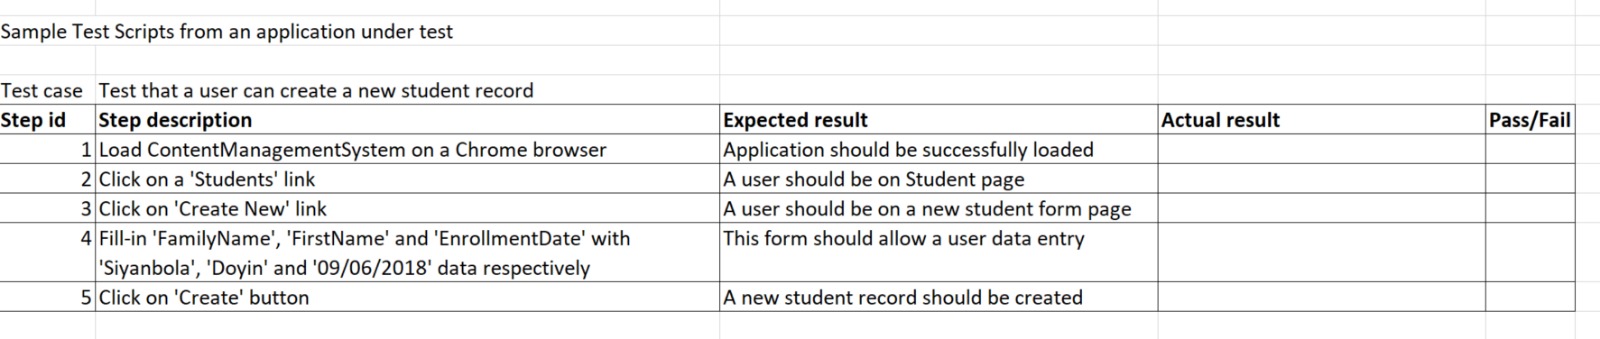 Sample Test Scripts from an application under test
Test case Test that a user can create a new student record
Step id Step description Expected result Actual result Pass/Fail
1 Load ContentManagementSystem on a Chrome browser Application should be successfully loaded
2 Click on a 'Students' link A user should be on Student page
3 Click on 'Create New' link A user should be on a new student form page
4 Fill-in 'FamilyName', 'FirstName' and 'EnrollmentDate' with This form should allow a user data entry
'Siyanbola', 'Doyin' and '09/06/2018' data respectively
5 Click on 'Create' button A new student record should be created